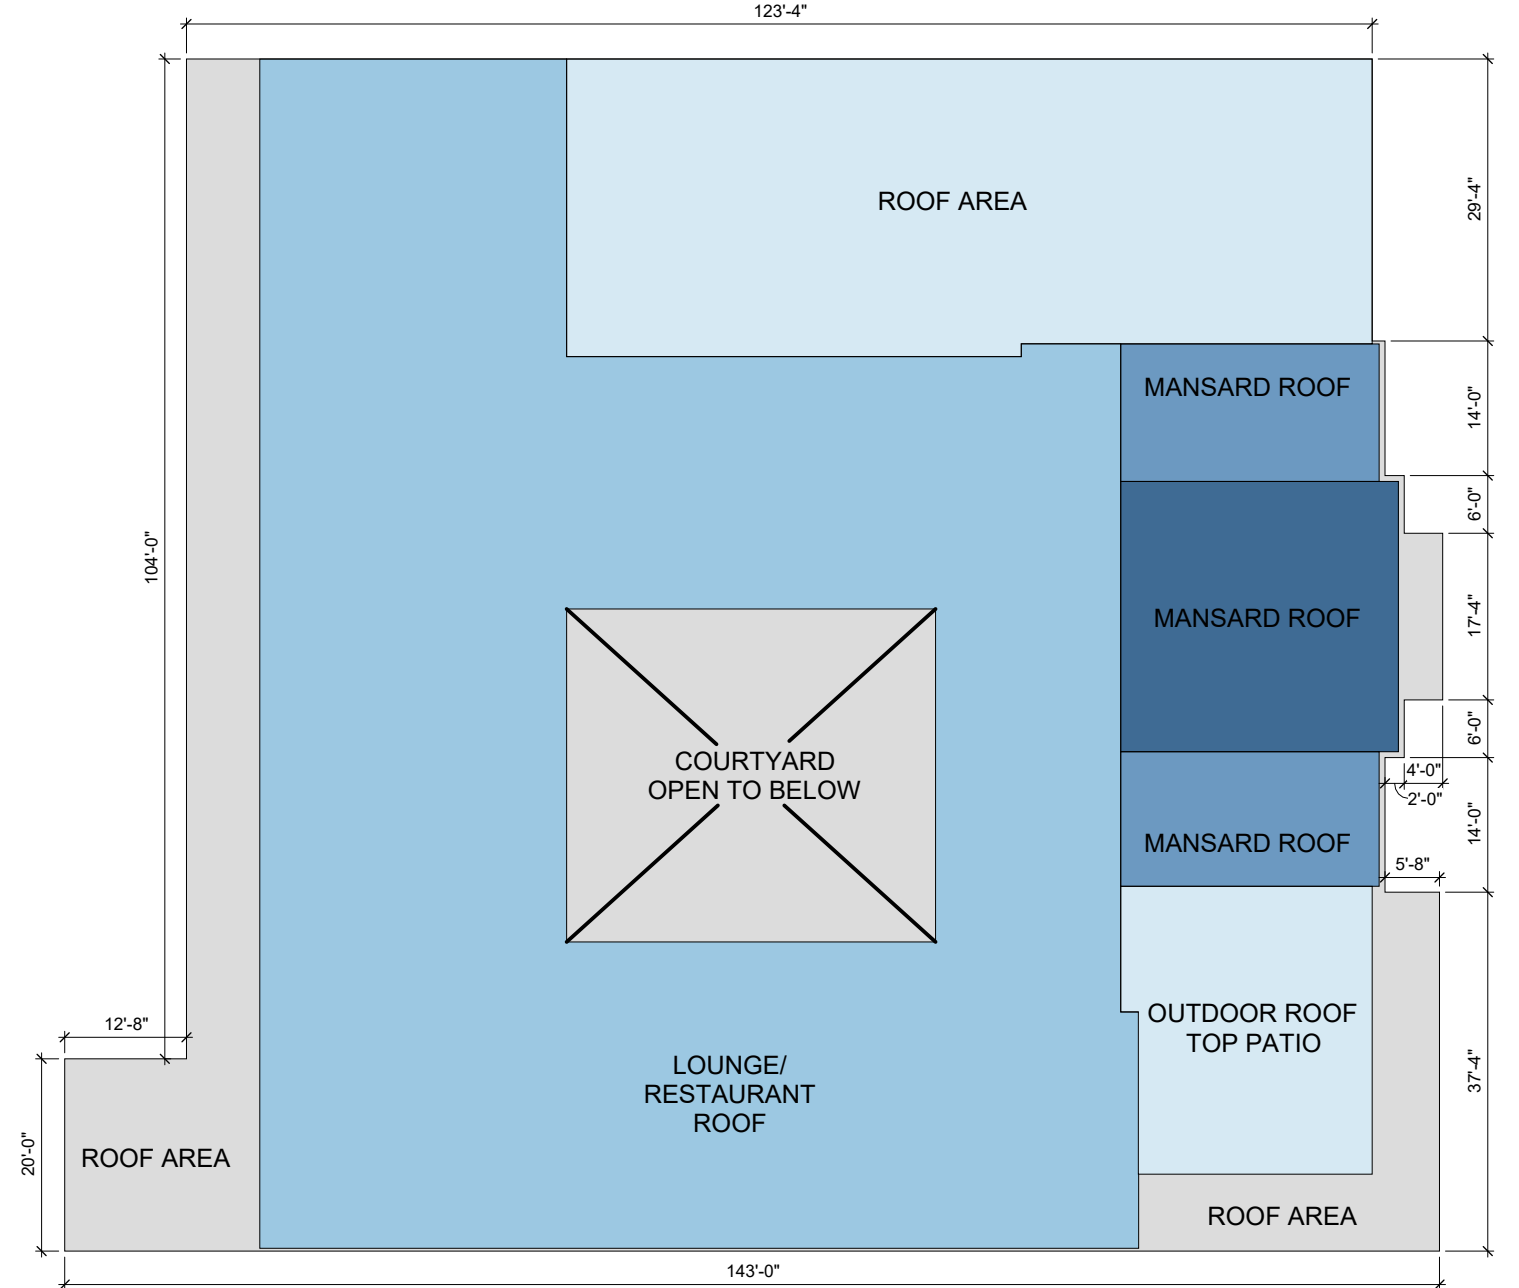 123'-4"
ROOF AREA
29'-4"
MANSARD ROOF
14'-0"
6'-0"
104'-0"
MANSARD ROOF
17'-4"
6'-0"
COURTYARD
OPEN TO BELOW
4'-0"
2'-0"
14'-0"
MANSARD ROOF
5'-8"
OUTDOOR ROOF
TOP PATIO
12'-8"
LOUNGE/
RESTAURANT
ROOF
37'-4"
20'-0"
ROOF AREA
ROOF AREA
143'-0"